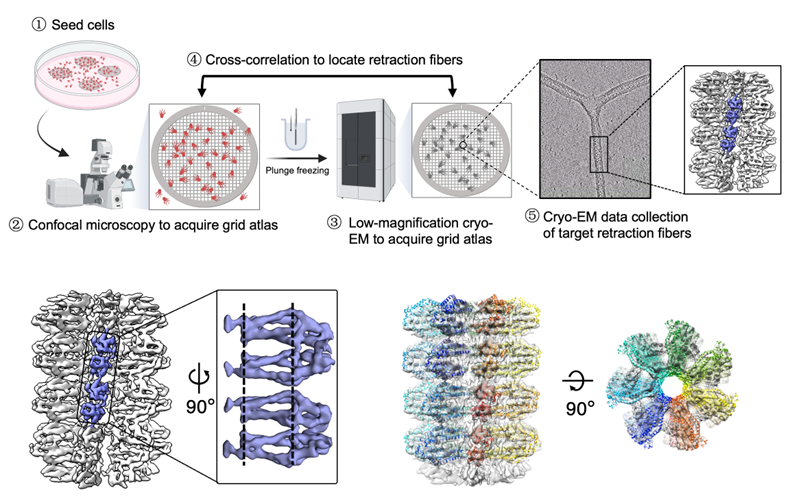 ① Seed cells
④ Cross-correlation to locate retraction fibers
Plunge freezing
② Confocal microscopy to acquire grid atlas
③ Low-magnification cryo-
EM to acquire grid atlas
⑤ Cryo-EM data collection
of target retraction fibers
90°
90°